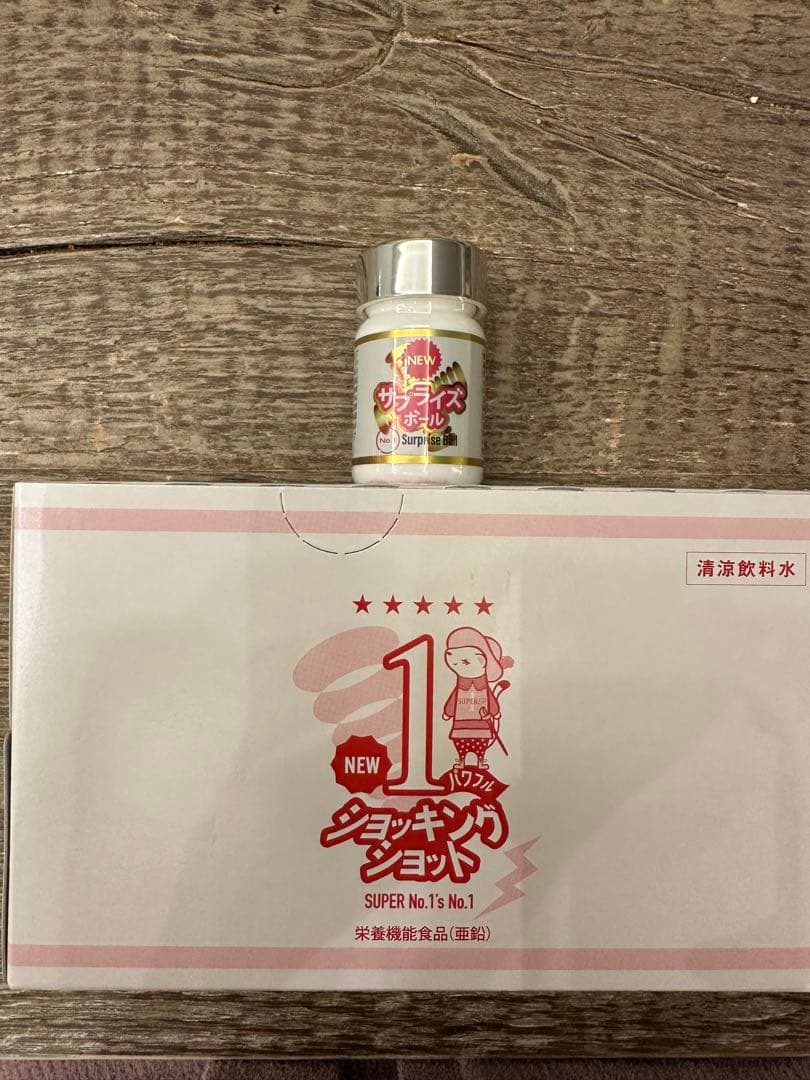 NEW
サプライズ
ボール
No.1 Surprise Ball
清涼飲料水
1
SUPER
1
NEW
パワフル
ショッキング
ショット
SUPER No.1's No.1
栄養機能食品(亜鉛)